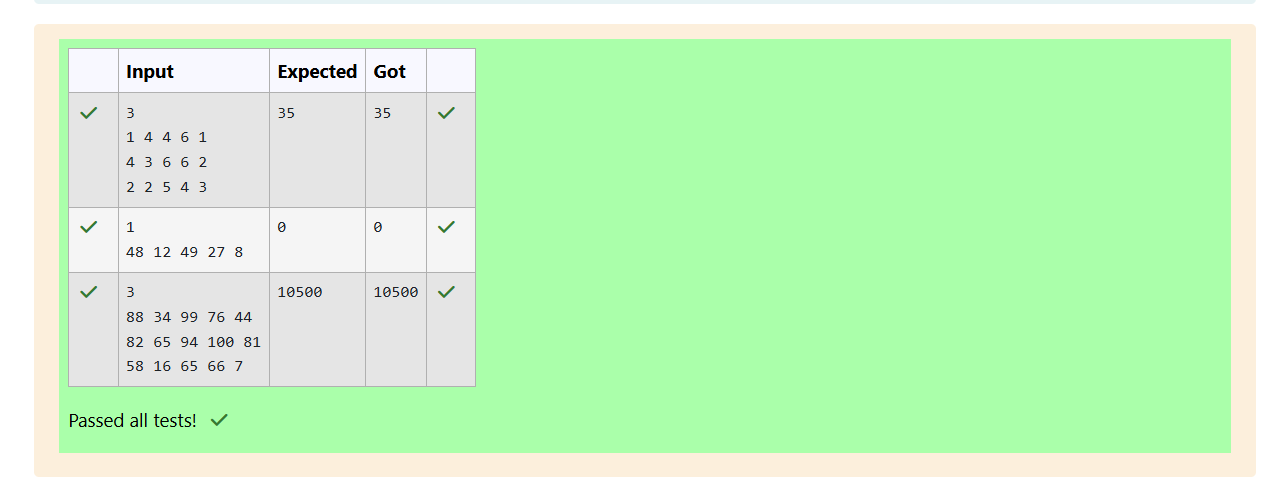 Input Expected Got
3 35 35
1 4 4 6 1
4 3 6 6 2
2 2 5 4 3
1 0 0
48 12 49 27 8
3 10500 10500
88 34 99 76 44
82 65 94 100 81
58 16 65 66 7
Passed all tests!